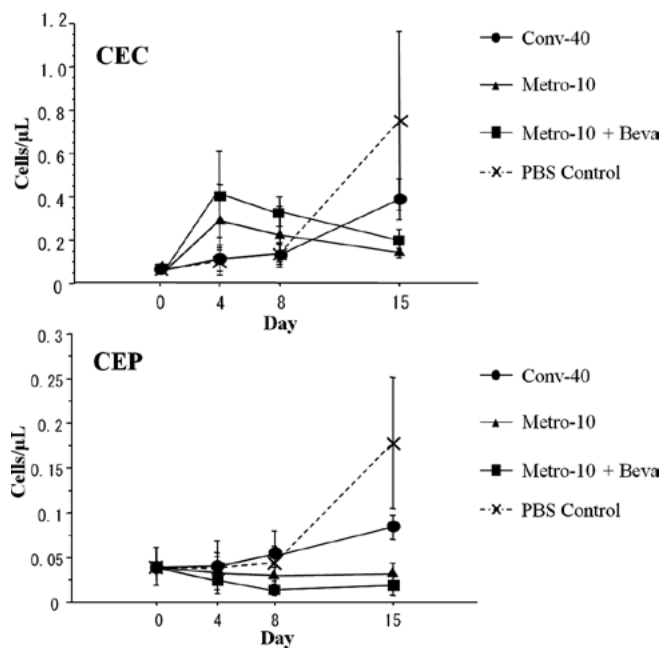 1.2
CEC
1.0
0.8
0.6
0.4
0.2
0
Cells/μL
0 4 8 15
Day
Conv-40
Metro-10
Metro-10 + Beva
PBS Control
0.3
CEP
0.25
0.2
0.15
0.1
0.05
0
Cells/μL
0 4 8 15
Day
Conv-40
Metro-10
Metro-10 + Beva
PBS Control